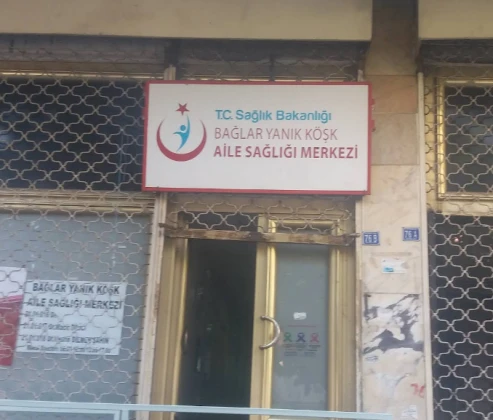 T.C. Sağlık Bakanlığı
BAĞLAR YANIK KÖŞK
AİLE SAĞLIĞI MERKEZİ
76 B
76 A
BAĞLAR YANIK KÖŞK
AİLE SAĞLIĞI MERKEZİ